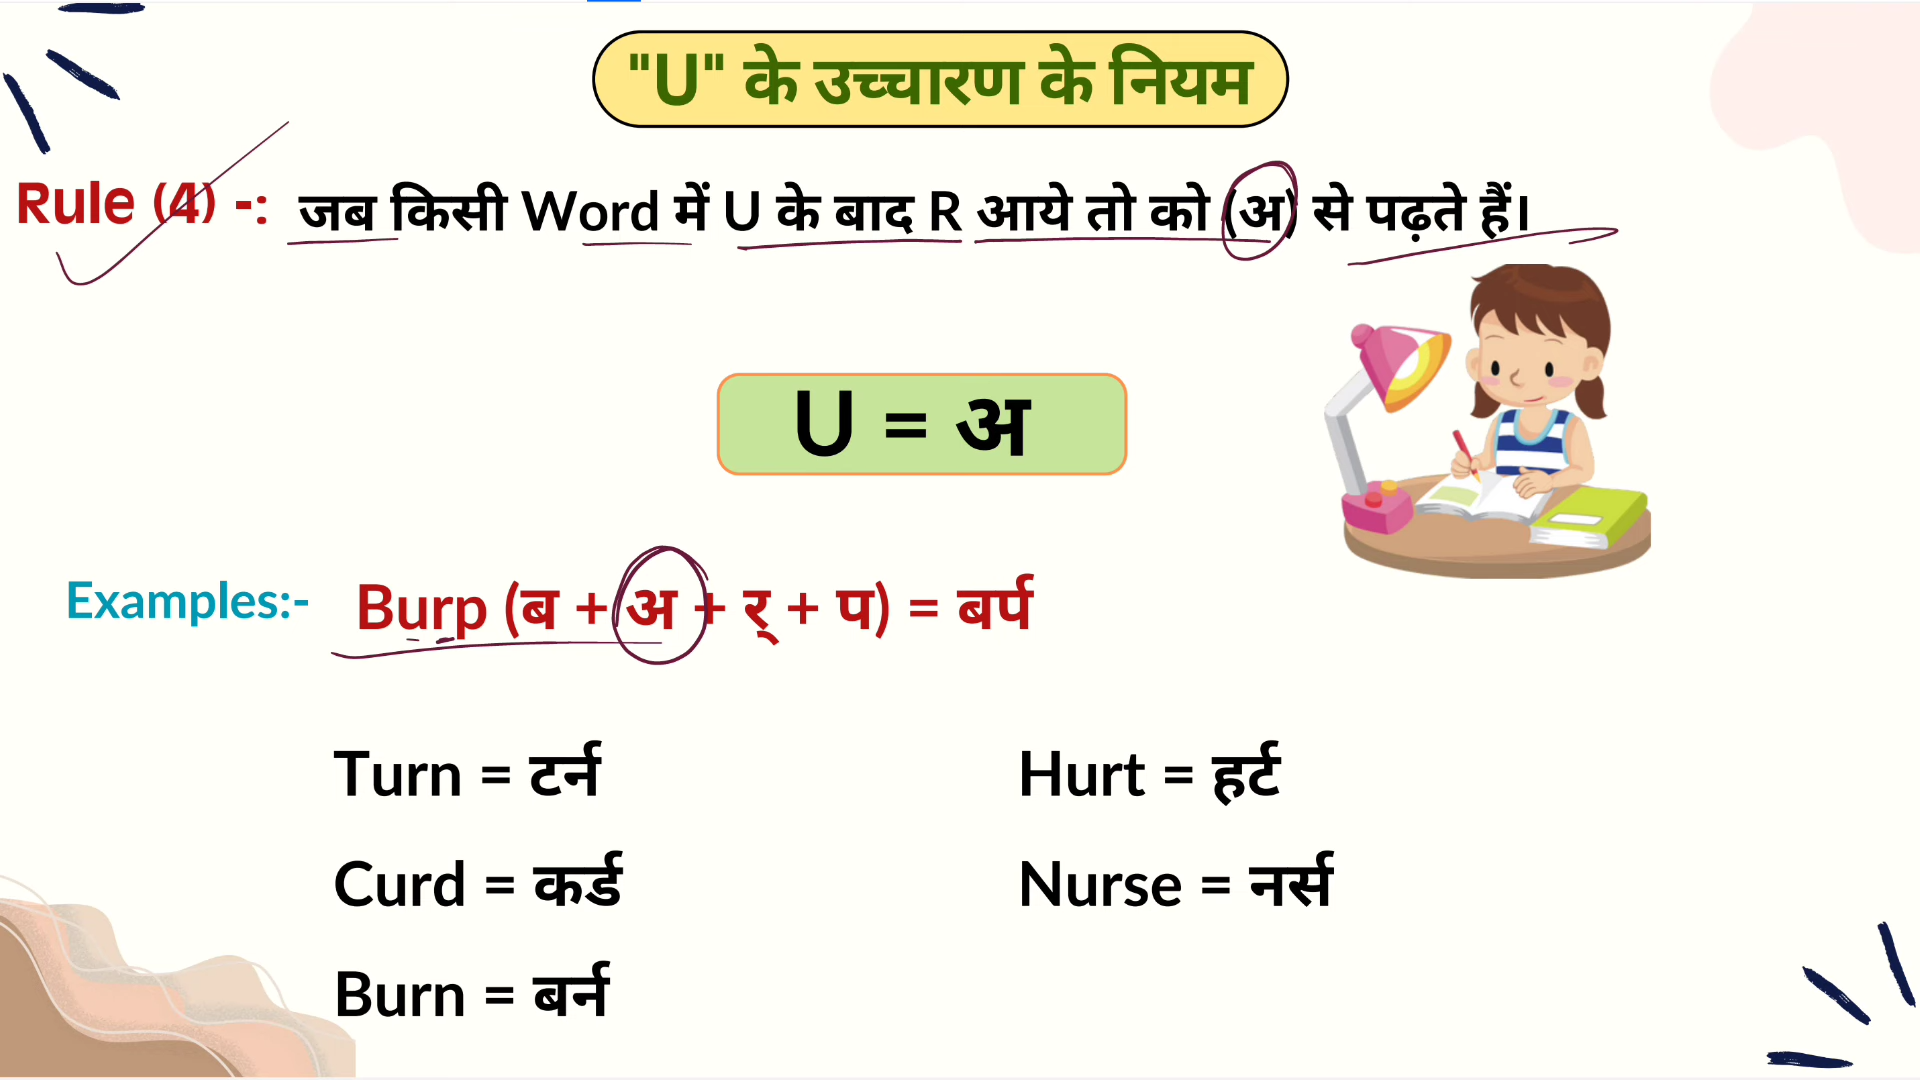 "U" के उच्चारण के नियम
Rule (4) -: जब किसी Word में U के बाद R आये तो को (अ) से पढ़ते हैं।
U = अ
Examples:- Burp (ब + अ + र् + प) = बर्प
Turn = टर्न
Hurt = हर्ट
Curd = कर्ड
Nurse = नर्स
Burn = बर्न